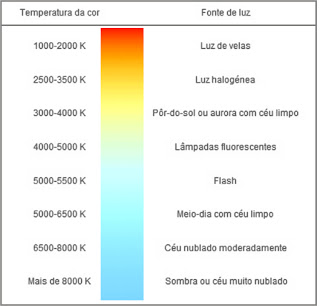 Temperatura da cor Fonte de luz
1000-2000 K Luz de velas
2500-3500 K Luz halogénea
3000-4000 K Pôr-do-sol ou aurora com céu limpo
4000-5000 K Lâmpadas fluorescentes
5000-5500 K Flash
5000-6500 K Meio-dia com céu limpo
6500-8000 K Céu nublado moderadamente
Mais de 8000 K Sombra ou céu muito nublado